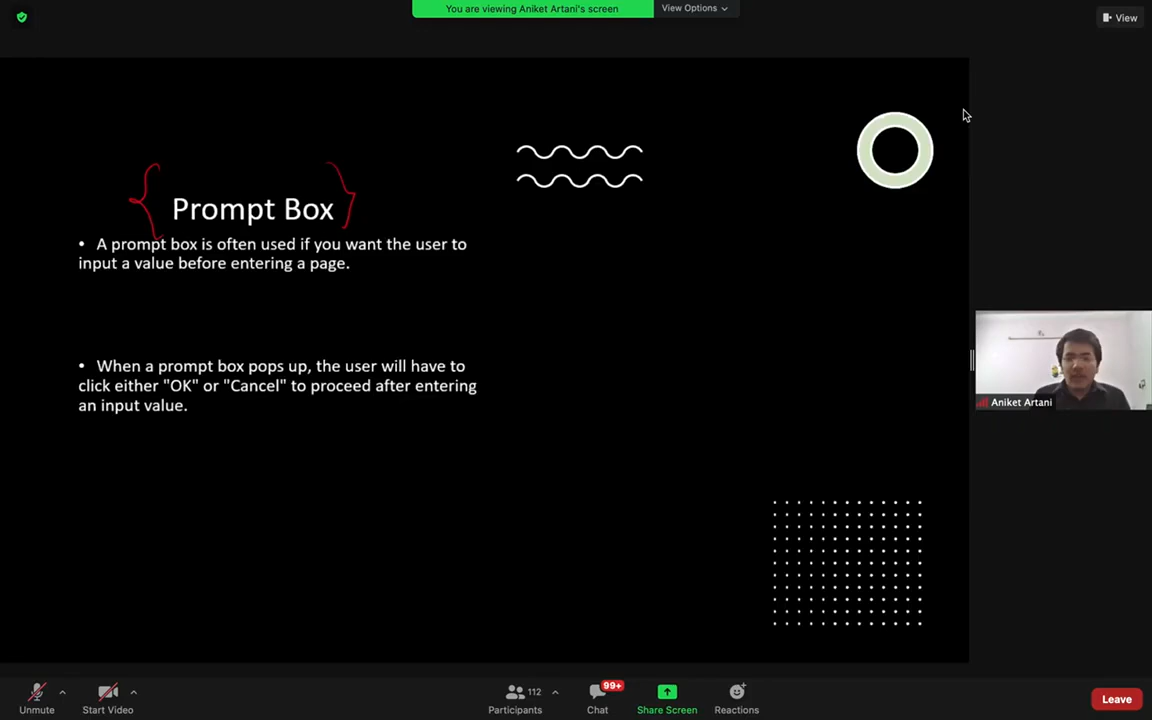 You are viewing Aniket Artani's screen
View Options
View
Prompt Box
• A prompt box is often used if you want the user to
input a value before entering a page.
• When a prompt box pops up, the user will have to
click either "OK" or "Cancel" to proceed after entering
an input value.
Aniket Artani
112
99+
Unmute
Start Video
Participants
Chat
Share Screen
Reactions
Leave